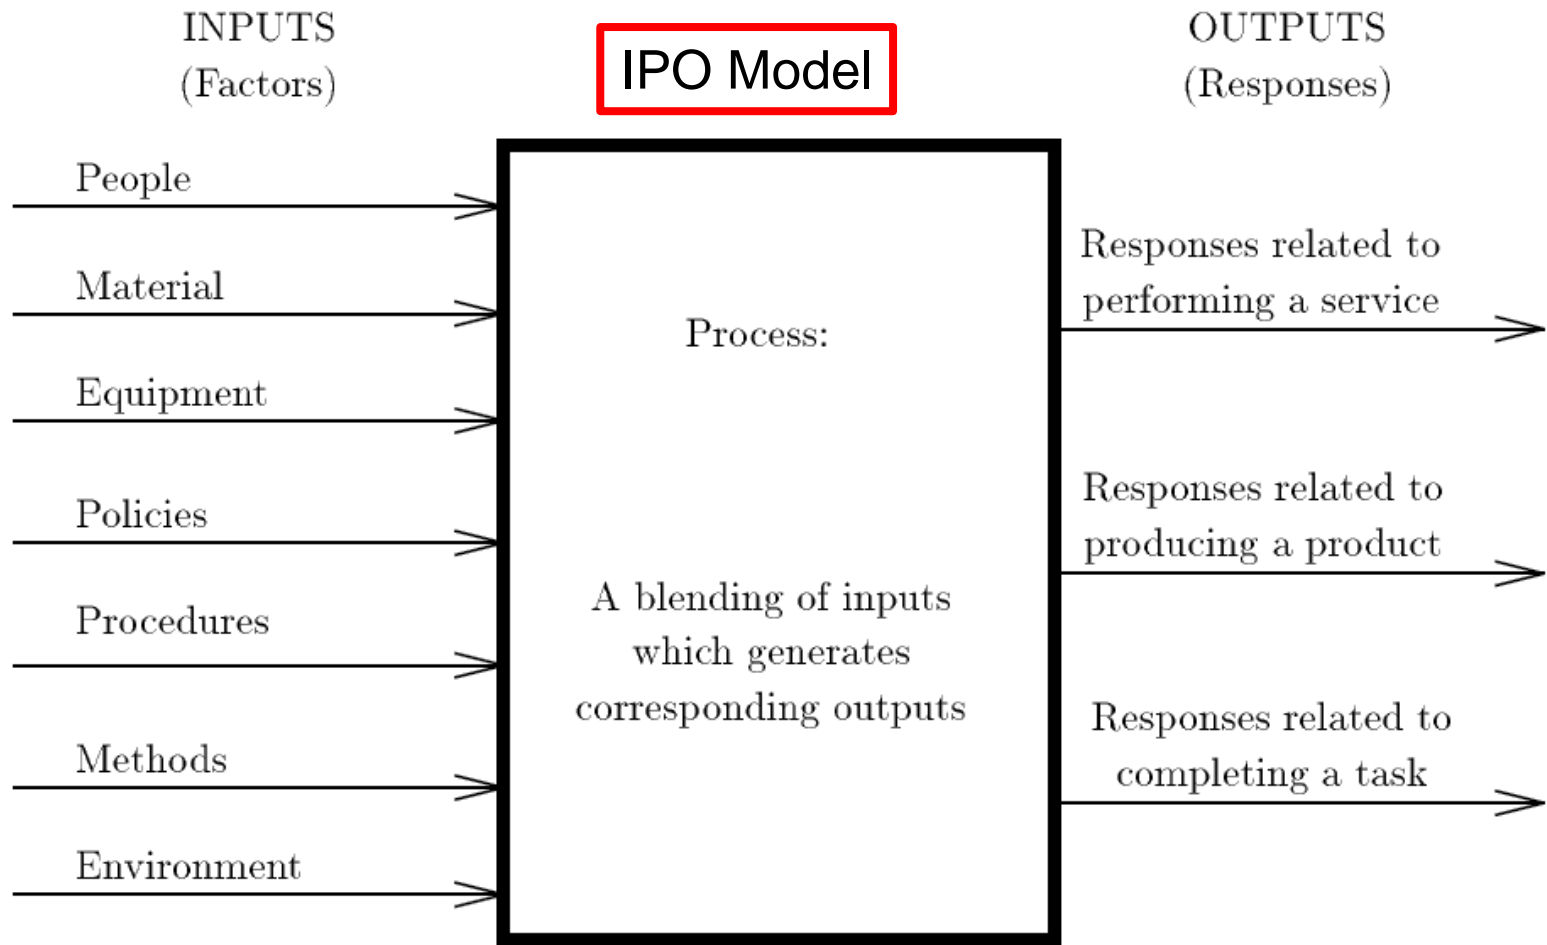 INPUTS
(Factors)
IPO Model
OUTPUTS
(Responses)
People
Material
Equipment
Policies
Procedures
Methods
Environment
Process:
A blending of inputs
which generates
corresponding outputs
Responses related to
performing a service
Responses related to
producing a product
Responses related to
completing a task